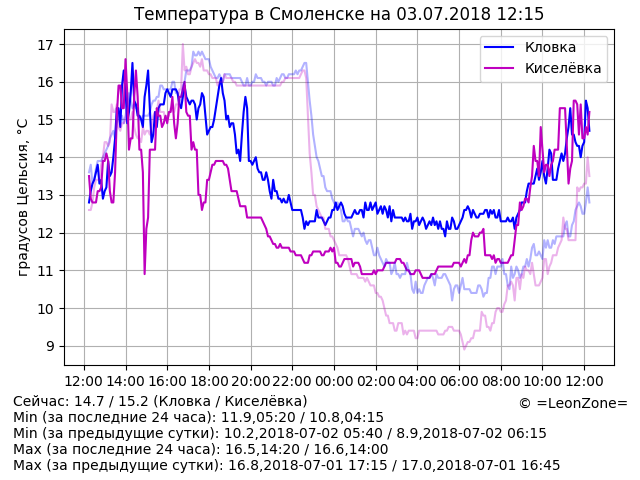 Температура в Смоленске на 03.07.2018 12:15
Кловка
Киселёвка
градусов Цельсия, °C
17
16
15
14
13
12
11
10
9
12:00 14:00 16:00 18:00 20:00 22:00 00:00 02:00 04:00 06:00 08:00 10:00 12:00
Сейчас: 14.7 / 15.2 (Кловка / Киселёвка)
© =LeonZone=
Min (за последние 24 часа): 11.9,05:20 / 10.8,04:15
Min (за предыдущие сутки): 10.2,2018-07-02 05:40 / 8.9,2018-07-02 06:15
Max (за последние 24 часа): 16.5,14:20 / 16.6,14:00
Max (за предыдущие сутки): 16.8,2018-07-01 17:15 / 17.0,2018-07-01 16:45